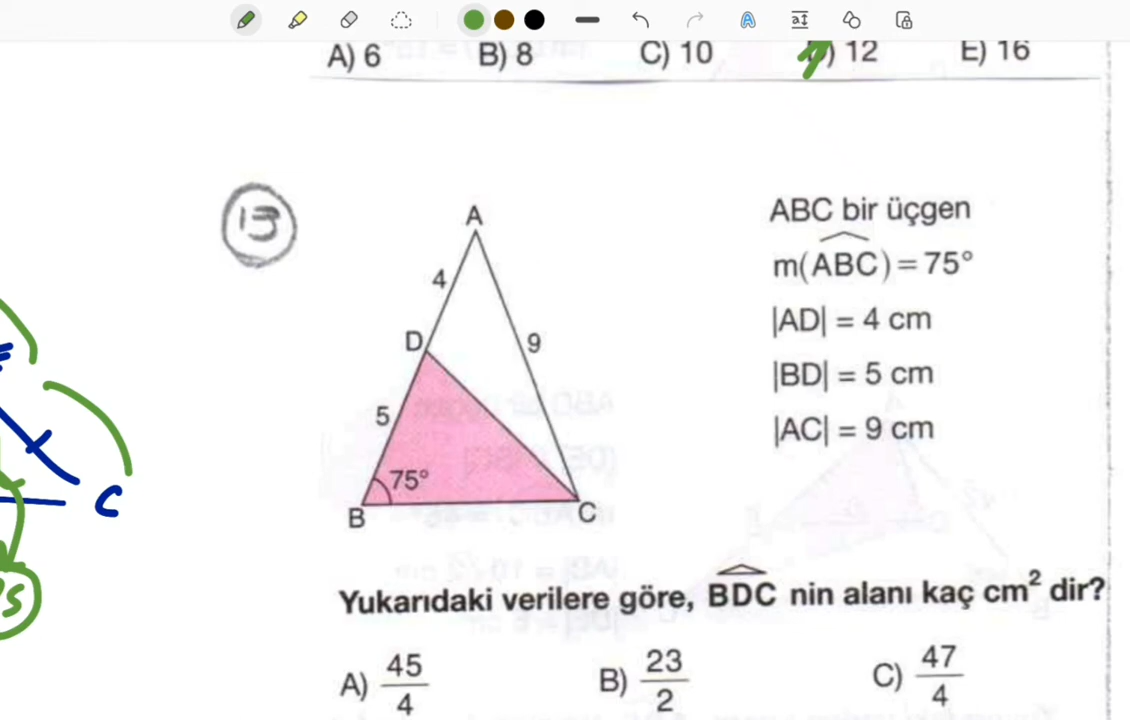 A) 6 B) 8 C) 10 D) 12 E) 16
13
A
4
D
9
5
75°
B
C
ABC bir üçgen
m(ABC) = 75°
|AD| = 4 cm
|BD| = 5 cm
|AC| = 9 cm
C
Yukarıdaki verilere göre, BDC nin alanı kaç cm² dir?
A) 45/4 B) 23/2 C) 47/4